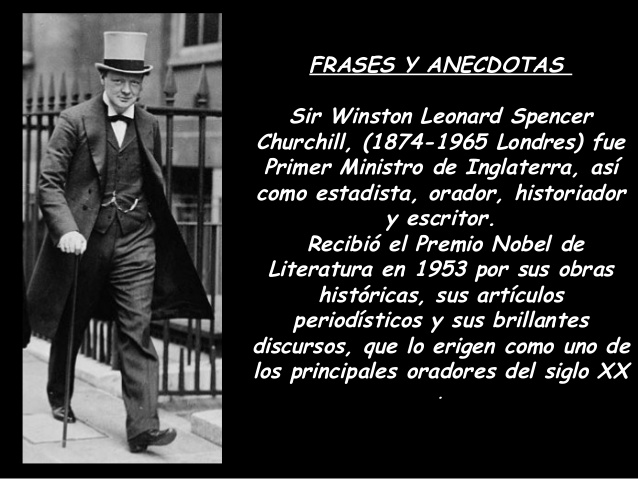 FRASES Y ANECDOTAS
Sir Winston Leonard Spencer
Churchill, (1874-1965 Londres) fue
Primer Ministro de Inglaterra, así
como estadista, orador, historiador
y escritor.
Recibió el Premio Nobel de
Literatura en 1953 por sus obras
históricas, sus artículos
periodísticos y sus brillantes
discursos, que lo erigen como uno de
los principales oradores del siglo XX
.